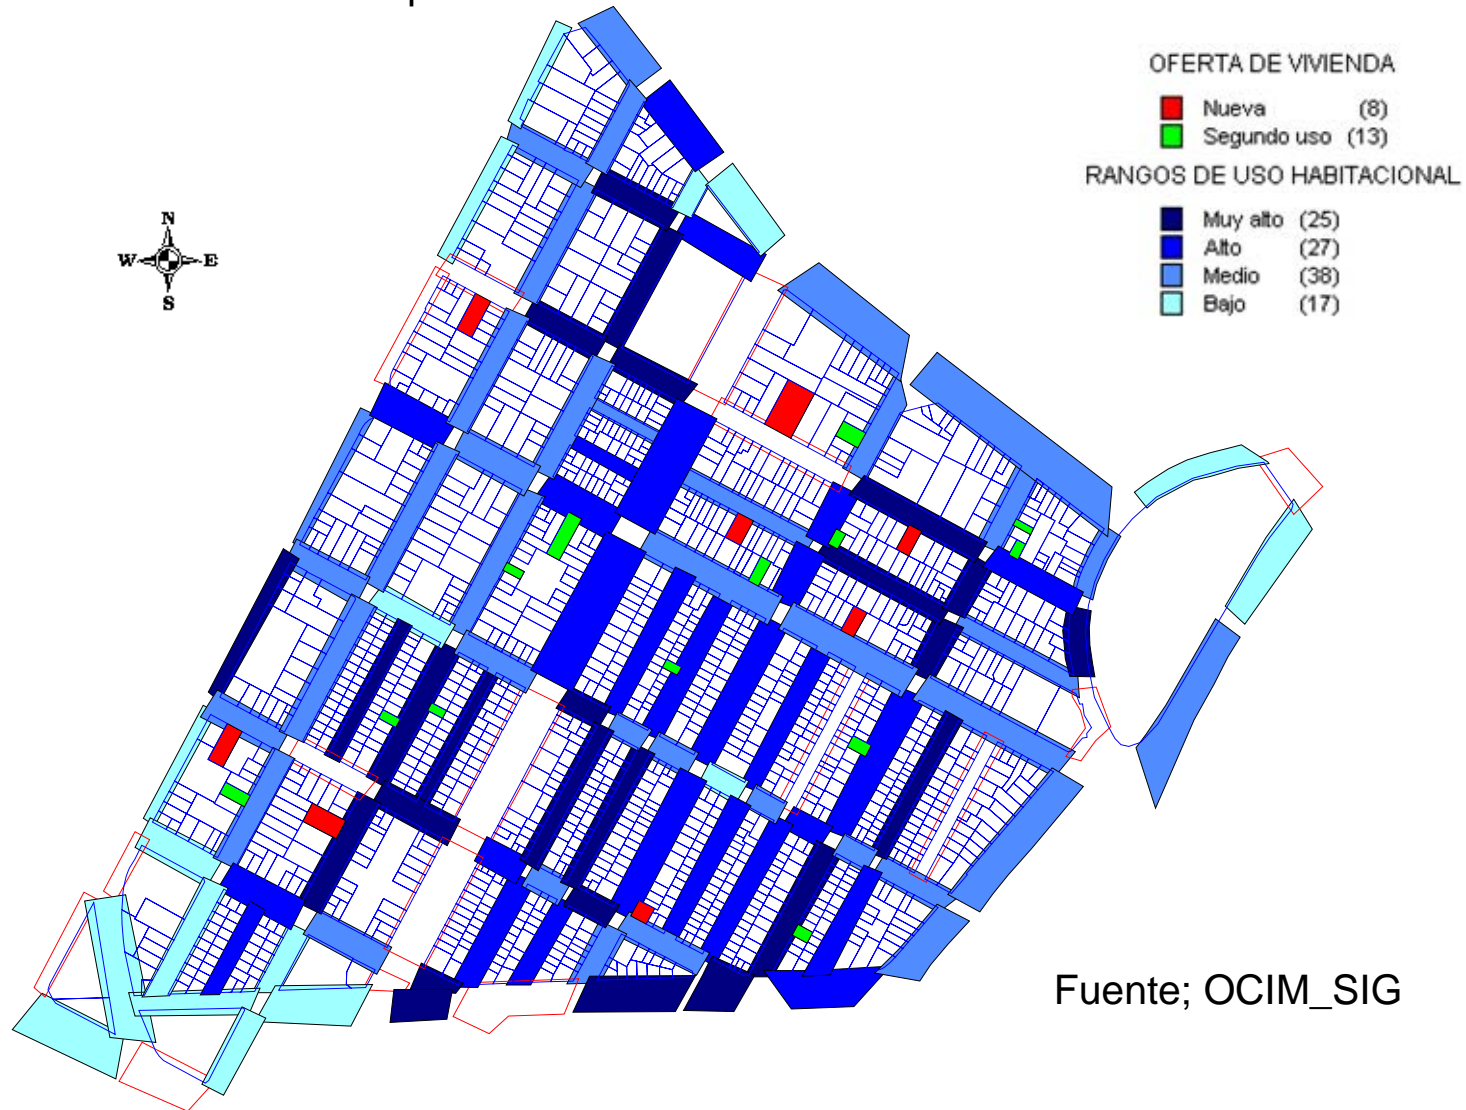 OFERTA DE VIVIENDA
Nueva (8)
Segundo uso (13)
RANGOS DE USO HABITACIONAL
Muy alto (25)
Alto (27)
Medio (38)
Bajo (17)
N
W E
S
Fuente; OCIM_SIG